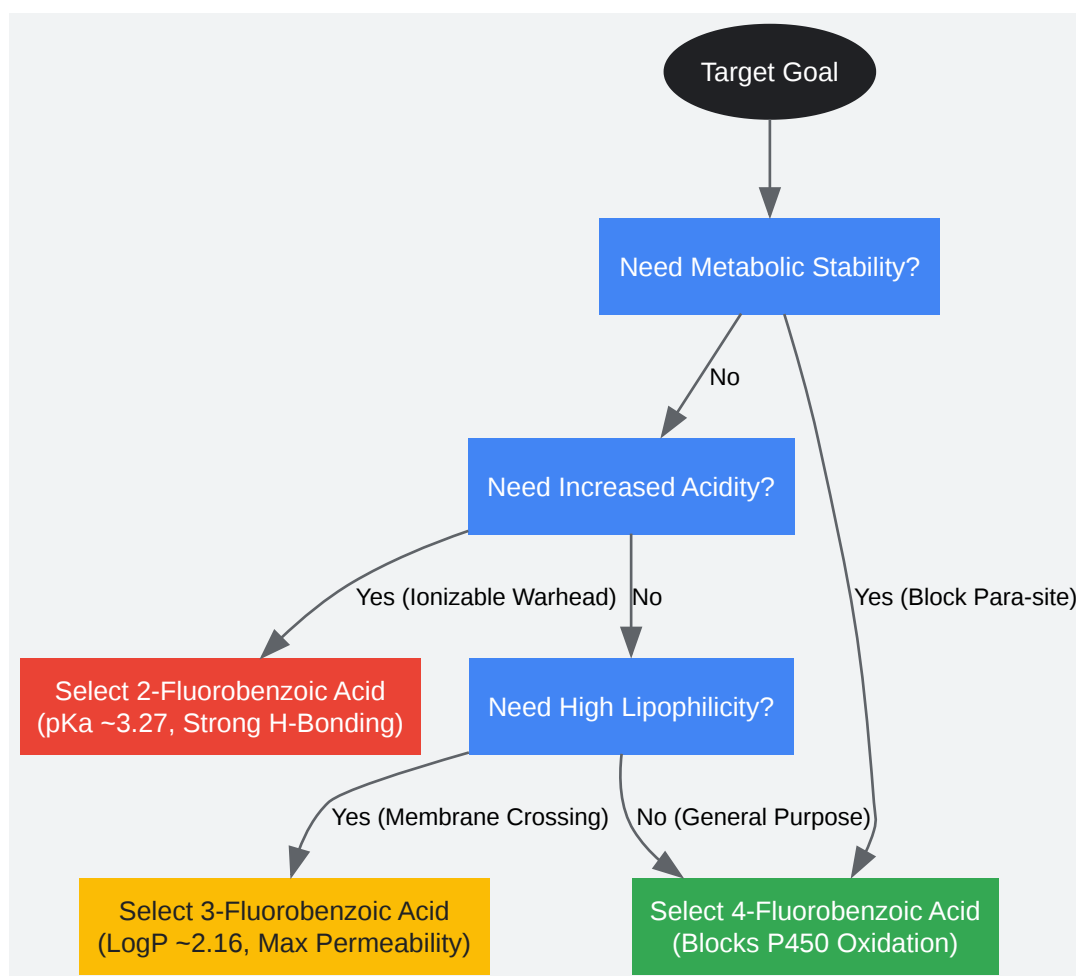 Target Goal
Need Metabolic Stability?
No
Need Increased Acidity?
Yes (Ionizable Warhead)
No
Yes (Block Para-site)
Select 2-Fluorobenzoic Acid
(pKa ~3.27, Strong H-Bonding)
Need High Lipophilicity?
Yes (Membrane Crossing)
No (General Purpose)
Select 3-Fluorobenzoic Acid
(LogP ~2.16, Max Permeability)
Select 4-Fluorobenzoic Acid
(Blocks P450 Oxidation)